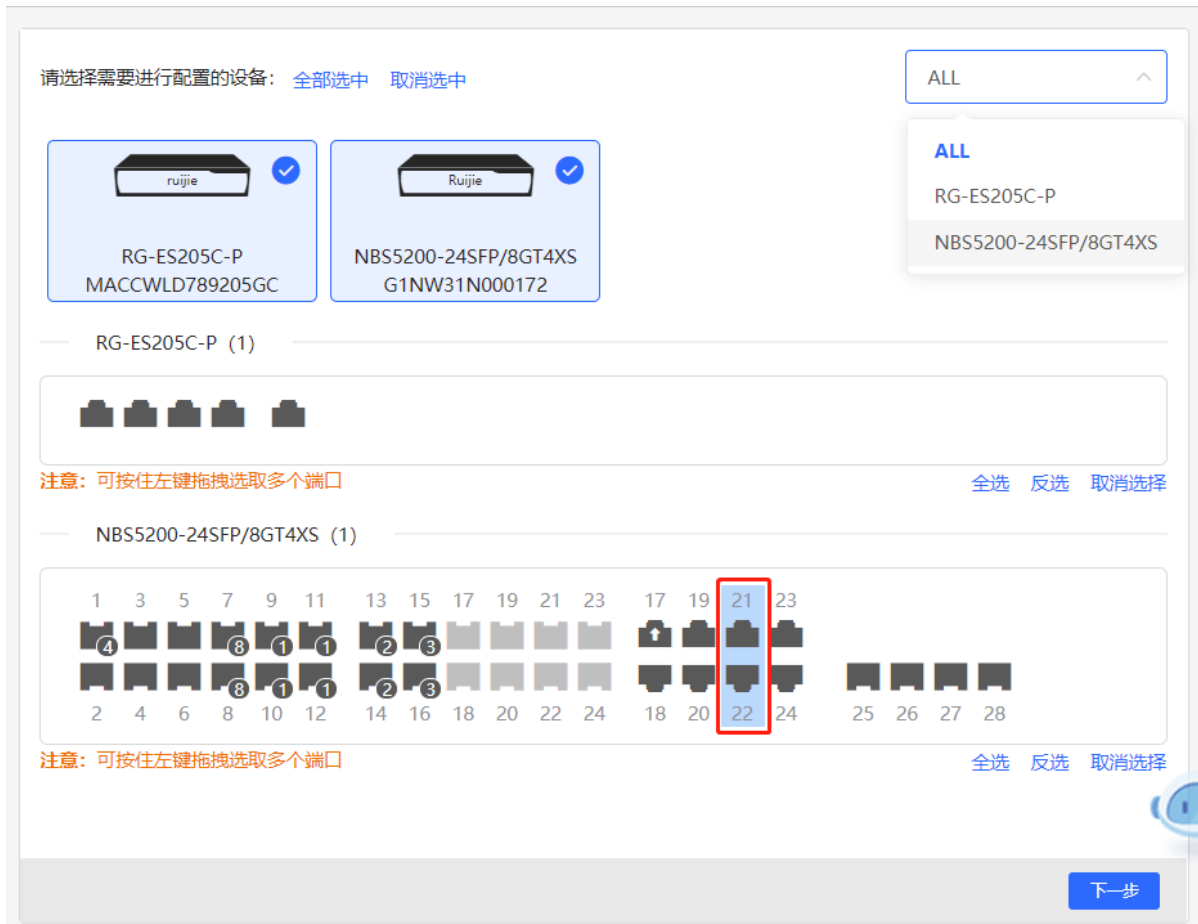 请选择需要进行配置的设备： 全部选中 取消选中 ALL
ALL
RG-ES205C-P
NBS5200-24SFP/8GT4XS
ruijie
RG-ES205C-P
MACCWLD789205GC
Ruijie
NBS5200-24SFP/8GT4XS
G1NW31N000172
RG-ES205C-P (1)
注意：可按住左键拖拽选取多个端口 全选 反选 取消选择
NBS5200-24SFP/8GT4XS (1)
1 3 5 7 9 11 13 15 17 19 21 23 17 19 21 23
4 8 1 1 2 3
8 1 1 2 3
2 4 6 8 10 12 14 16 18 20 22 24 18 20 22 24 25 26 27 28
注意：可按住左键拖拽选取多个端口 全选 反选 取消选择
下一步